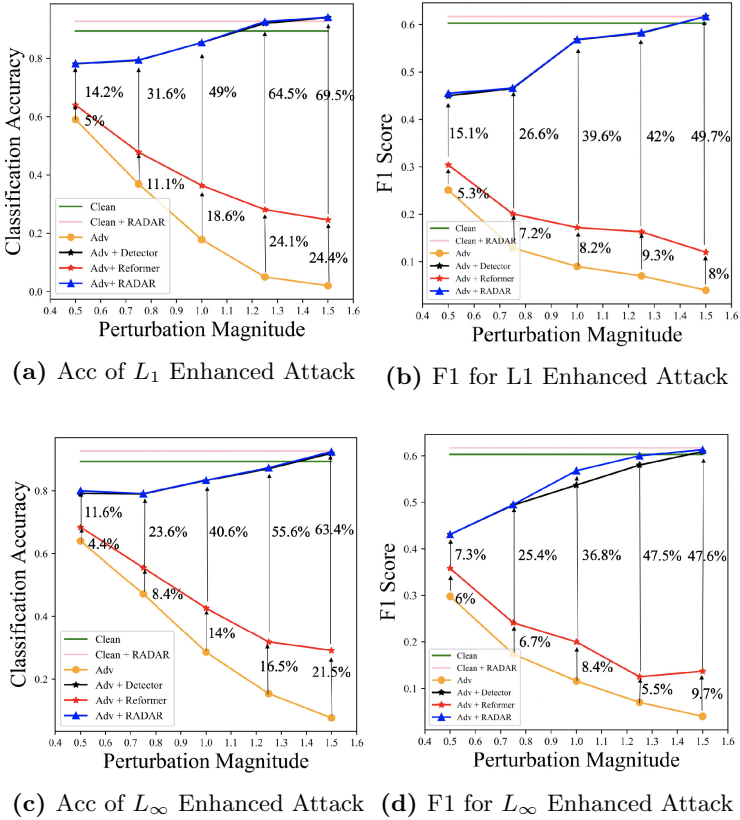 Classification Accuracy
0.8
0.6
0.4
0.2
0.0
14.2%
31.6%
49%
64.5%
69.5%
5%
11.1%
18.6%
24.1%
24.4%
Clean
Clean + RADAR
Adv
Adv + Detector
Adv+ Reformer
Adv+ RADAR
0.4 0.5 0.6 0.7 0.8 0.9 1.0 1.1 1.2 1.3 1.4 1.5 1.6
Perturbation Magnitude
(a) Acc of L1 Enhanced Attack
F1 Score
0.6
0.5
0.4
0.3
0.2
0.1
15.1%
26.6%
39.6%
42%
49.7%
5.3%
7.2%
8.2%
9.3%
8%
Clean
Clean + RADAR
Adv
Adv+Detector
Adv+Reformer
Adv+ RADAR
0.4 0.5 0.6 0.7 0.8 0.9 1.0 1.1 1.2 1.3 1.4 1.5 1.6
Perturbation Magnitude
(b) F1 for L1 Enhanced Attack
Classification Accuracy
0.8
0.6
0.4
0.2
11.6%
23.6%
40.6%
55.6%
63.4%
4.4%
8.4%
14%
16.5%
21.5%
Clean
Clean + RADAR
Adv
Adv + Detector
Adv + Reformer
Adv + RADAR
0.4 0.5 0.6 0.7 0.8 0.9 1.0 1.1 1.2 1.3 1.4 1.5 1.6
Perturbation Magnitude
(c) Acc of L∞ Enhanced Attack
F1 Score
0.6
0.5
0.4
0.3
0.2
0.1
7.3%
25.4%
36.8%
47.5%
47.6%
6%
6.7%
8.4%
5.5%
9.7%
Clean
Clean + RADAR
Adv
Adv + Detector
Adv + Reformer
Adv + RADAR
0.4 0.5 0.6 0.7 0.8 0.9 1.0 1.1 1.2 1.3 1.4 1.5 1.6
Perturbation Magnitude
(d) F1 for L∞ Enhanced Attack